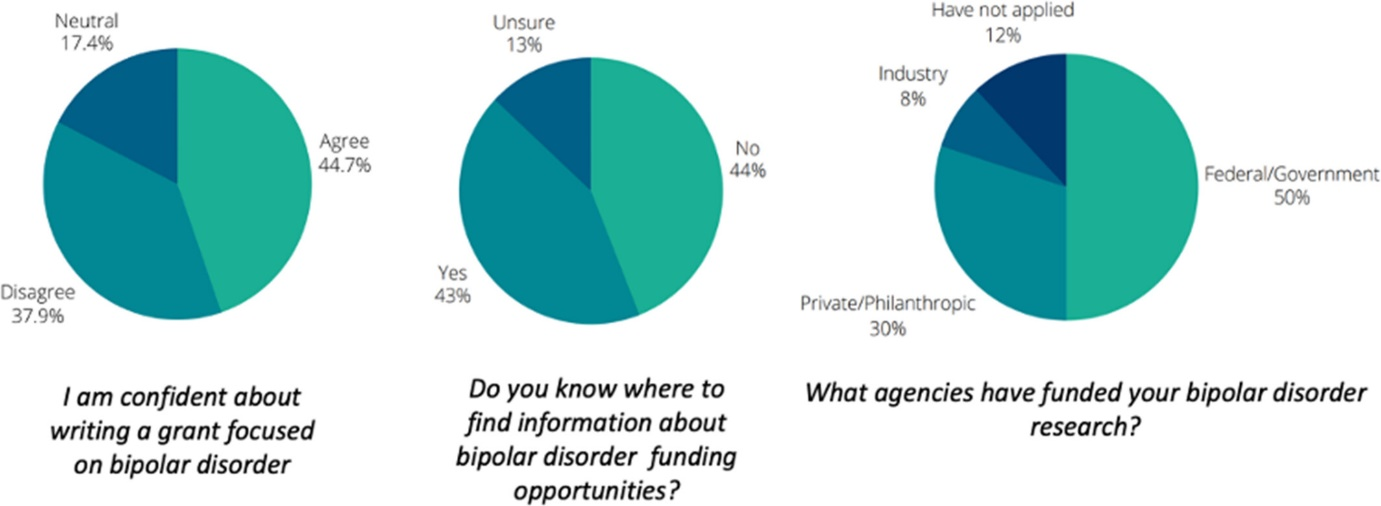 Neutral
17.4%
Agree
44.7%
Disagree
37.9%
I am confident about
writing a grant focused
on bipolar disorder
Unsure
13%
No
44%
Yes
43%
Do you know where to
find information about
bipolar disorder funding
opportunities?
Have not applied
12%
Industry
8%
Federal/Government
50%
Private/Philanthropic
30%
What agencies have funded your bipolar disorder
research?